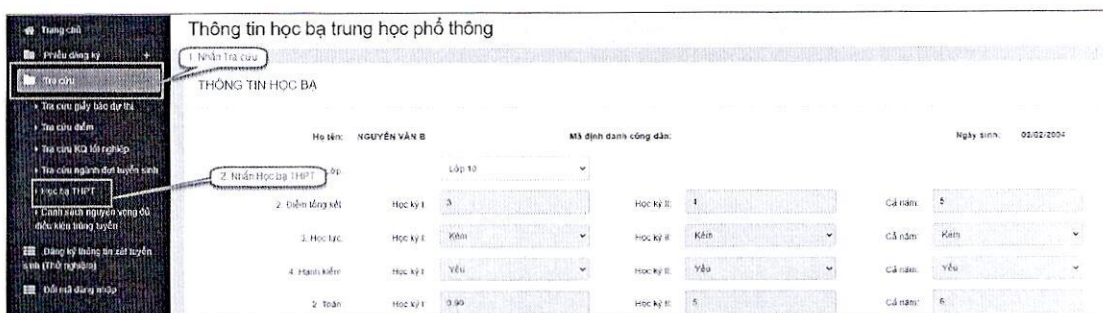 Trang chủ
Phiếu đăng ký +
Tra cứu
Tra cứu giấy báo dự thi
Tra cứu điểm
Tra cứu KQ tốt nghiệp
Tra cứu ngành đợt tuyển sinh
Học bạ THPT
Danh sách nguyện vọng đủ
điều kiện trúng tuyển
Đăng ký thông tin xét tuyển
sinh (Thử nghiệm)
Đổi mã đăng nhập
Thông tin học bạ trung học phổ thông
1. Nhấn Tra cứu
THÔNG TIN HỌC BẠ
Họ tên: NGUYỄN VĂN B Mã định danh công dân: Ngày sinh: 02/02/2004
2. Nhấn Học bạ THPT
Lớp 10
2. Điểm tổng kết Học kỳ I: 3 Học kỳ II: Cả năm: 5
3. Học lực Học kỳ I: Kém Học kỳ II: Kém Cả năm: Kém
4. Hạnh kiểm Học kỳ I: Yếu Học kỳ II: Yếu Cả năm: Yếu
2. Toán Học kỳ I: 0.90 Học kỳ II: 5 Cả năm: 6